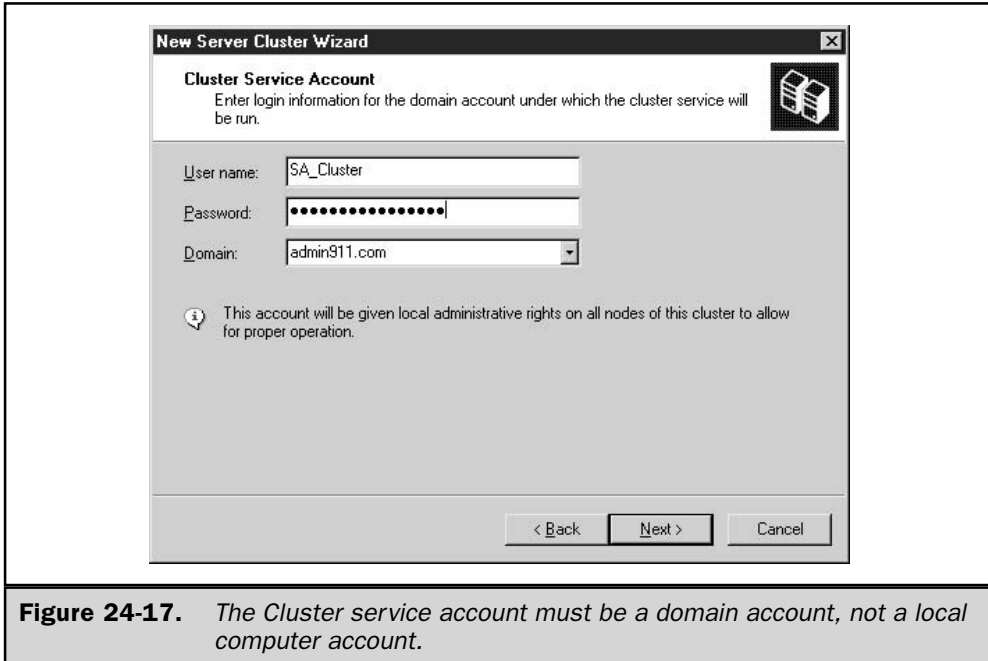 New Server Cluster Wizard
Cluster Service Account
Enter login information for the domain account under which the cluster service will
be run.
User name: SA_Cluster
Password: ●●●●●●●●●●●●●●●●
Domain: admin911.com
This account will be given local administrative rights on all nodes of this cluster to allow
for proper operation.
< Back Next > Cancel
Figure 24-17. The Cluster service account must be a domain account, not a local
computer account.